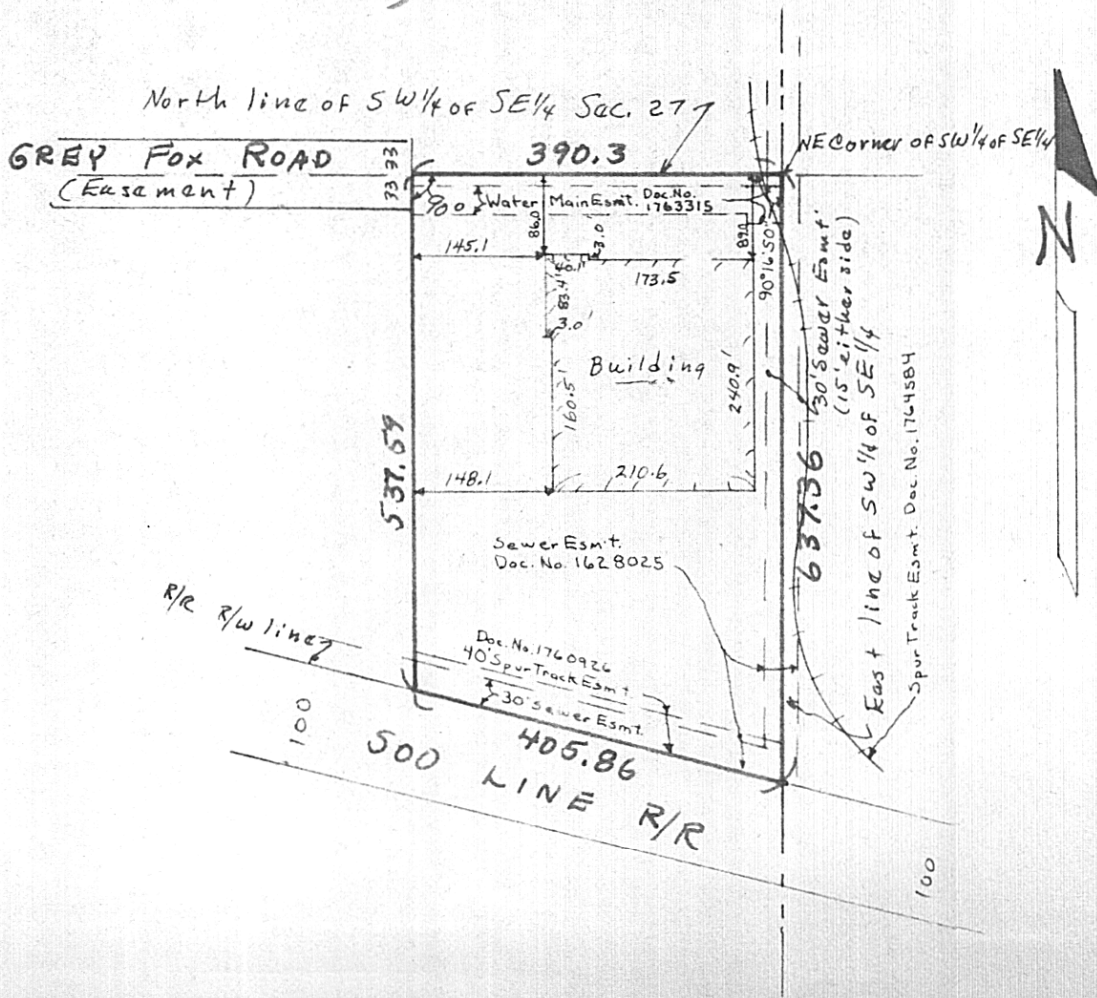 North line of SW¼ of SE¼ Sec. 27
GREY FOX ROAD
(Easement)
33 33
390.3
NE Corner of SW¼ of SE¼
90°
Water Main Esmt. Doc. No. 1763315
86.0
3.0'
89.0
90°16'50"
145.1
40.1'
173.5
83.4'
3.0'
Building
160.5'
240.9'
30' Sewer Esmt
(15' either side)
N
537.59
148.1
210.6
637.36
East line of SW¼ of SE¼
Spur Track Esmt. Doc. No. 1764584
Sewer Esm't.
Doc. No. 1628025
R/R R/W line
Doc. No. 1760926
40' Spur Track Esmt
30' Sewer Esmt.
405.86
100
SOO LINE R/R
100